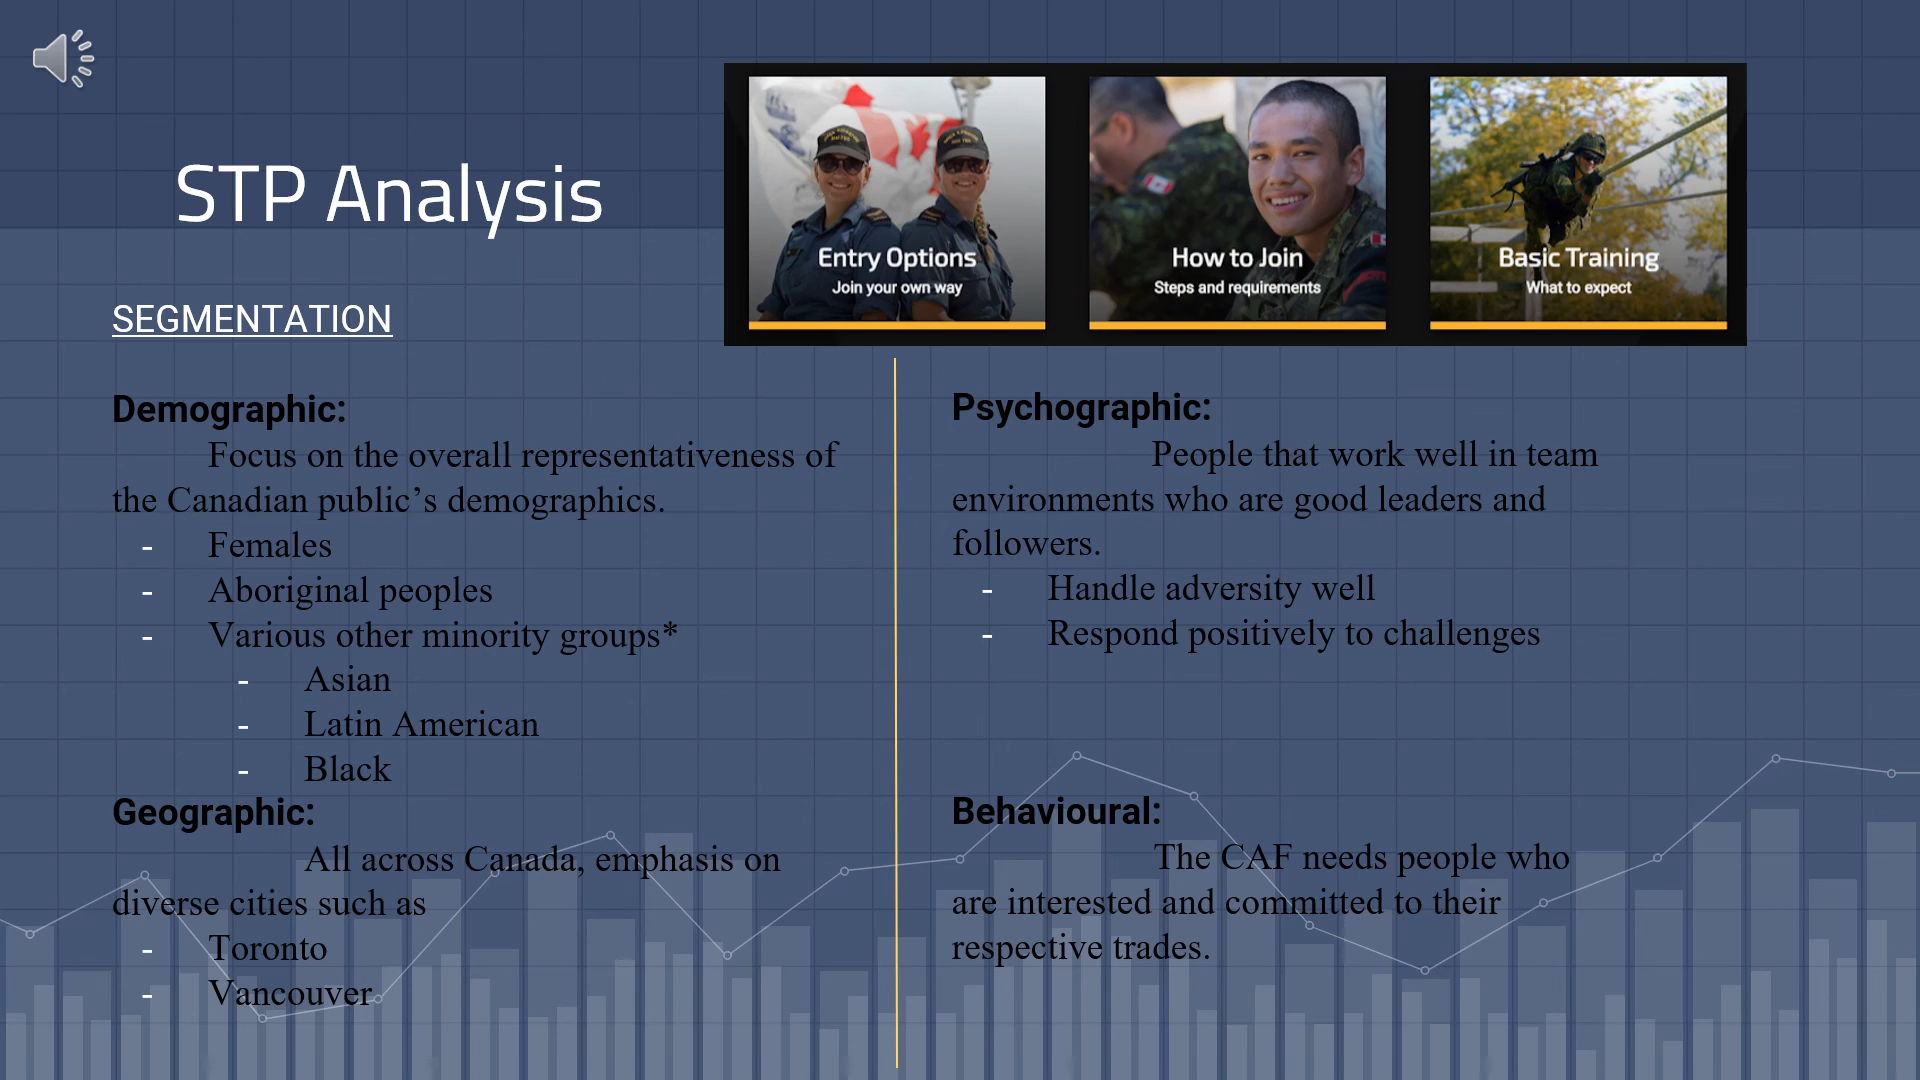 STP Analysis
Entry Options
Join your own way
How to Join
Steps and requirements
Basic Training
What to expect
SEGMENTATION
Demographic:
Focus on the overall representativeness of
the Canadian public’s demographics.
- Females
- Aboriginal peoples
- Various other minority groups*
- Asian
- Latin American
- Black
Geographic:
All across Canada, emphasis on
diverse cities such as
- Toronto
- Vancouver
Psychographic:
People that work well in team
environments who are good leaders and
followers.
- Handle adversity well
- Respond positively to challenges
Behavioural:
The CAF needs people who
are interested and committed to their
respective trades.